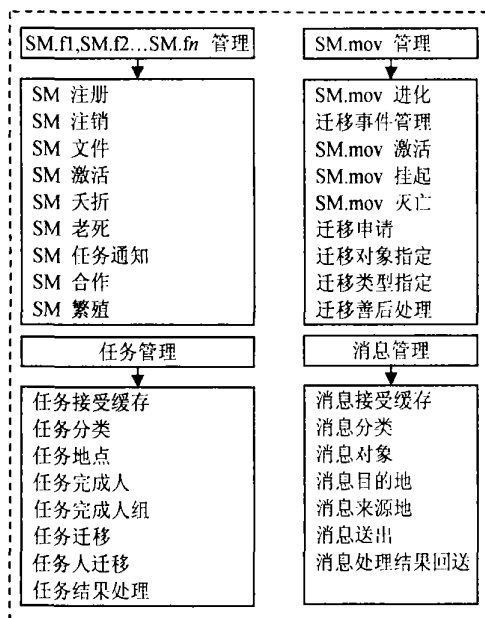 SM.f1,SM.f2…SM.fn 管理
SM 注册
SM 注销
SM 文件
SM 激活
SM 夭折
SM 老死
SM 任务通知
SM 合作
SM 繁殖
SM.mov 管理
SM.mov 进化
迁移事件管理
SM.mov 激活
SM.mov 挂起
SM.mov 灭亡
迁移申请
迁移对象指定
迁移类型指定
迁移善后处理
任务管理
任务接受缓存
任务分类
任务地点
任务完成人
任务完成人组
任务迁移
任务人迁移
任务结果处理
消息管理
消息接受缓存
消息分类
消息对象
消息目的地
消息来源地
消息送出
消息处理结果回送